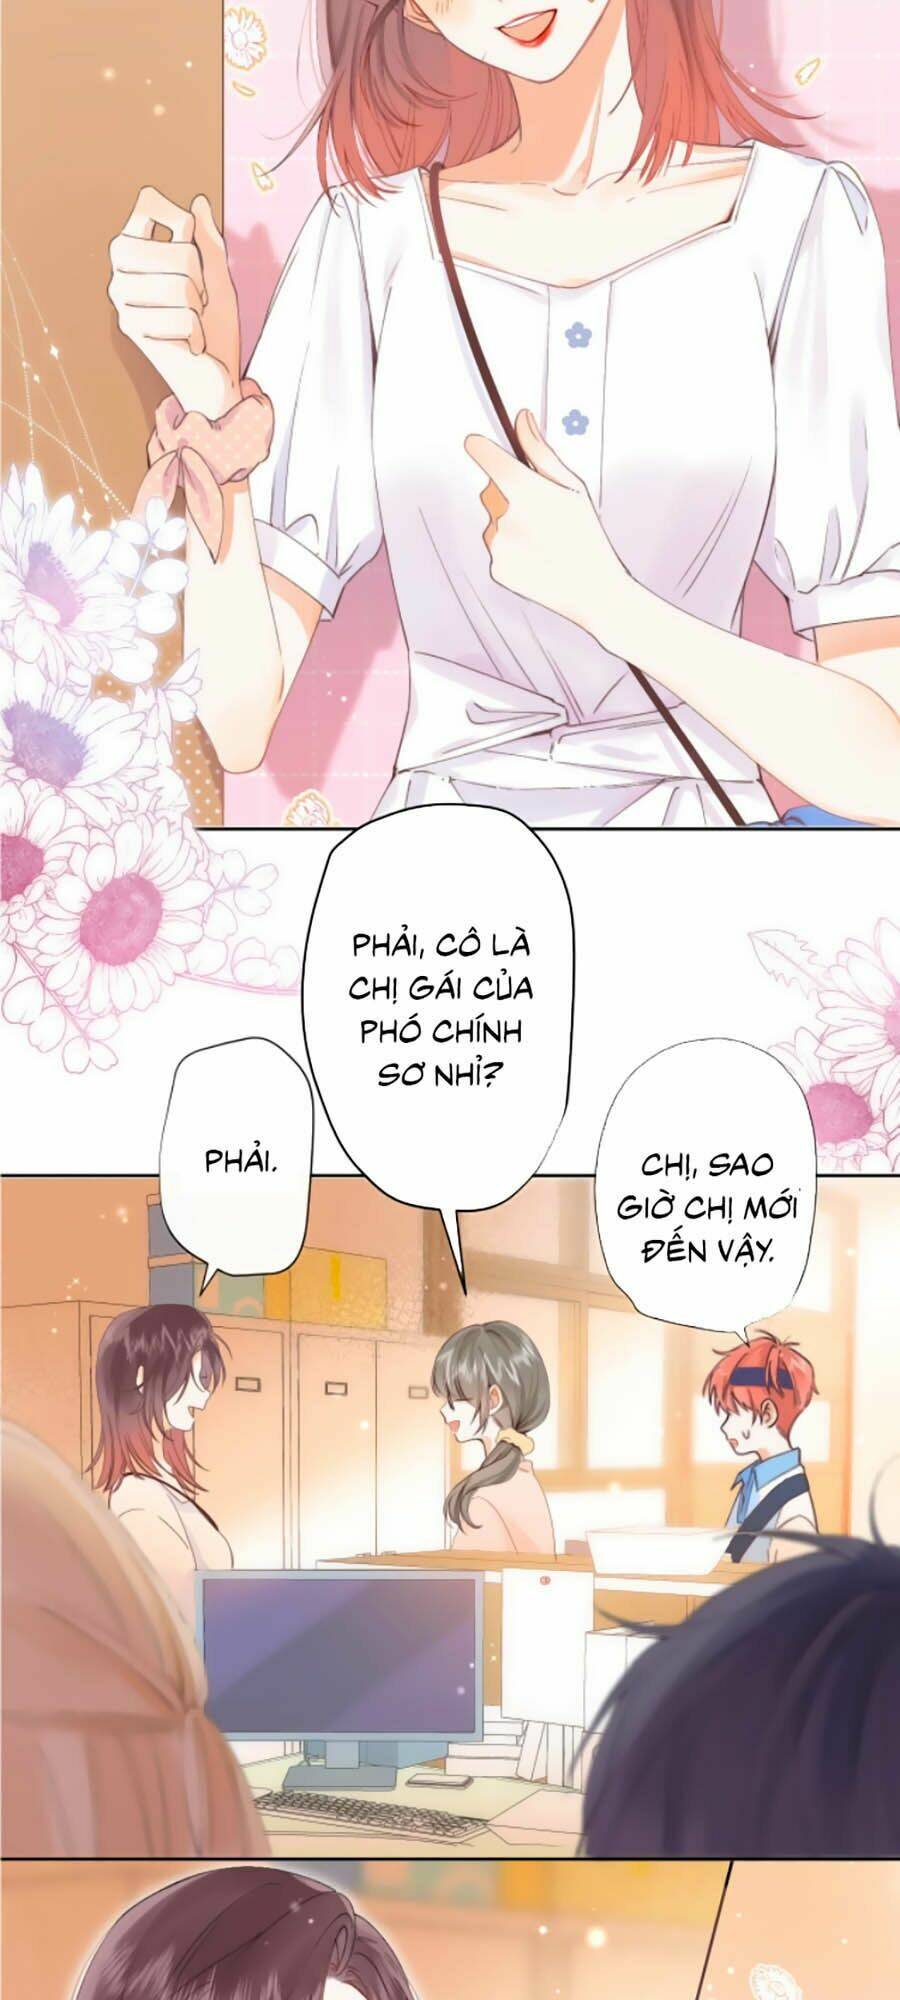 PHẢI, CÔ LÀ
CHỊ GÁI CỦA
PHÓ CHÍNH
SƠ NHỈ?
PHẢI.
CHỊ, SAO
GIỜ CHỊ MỚI
ĐẾN VẬY.